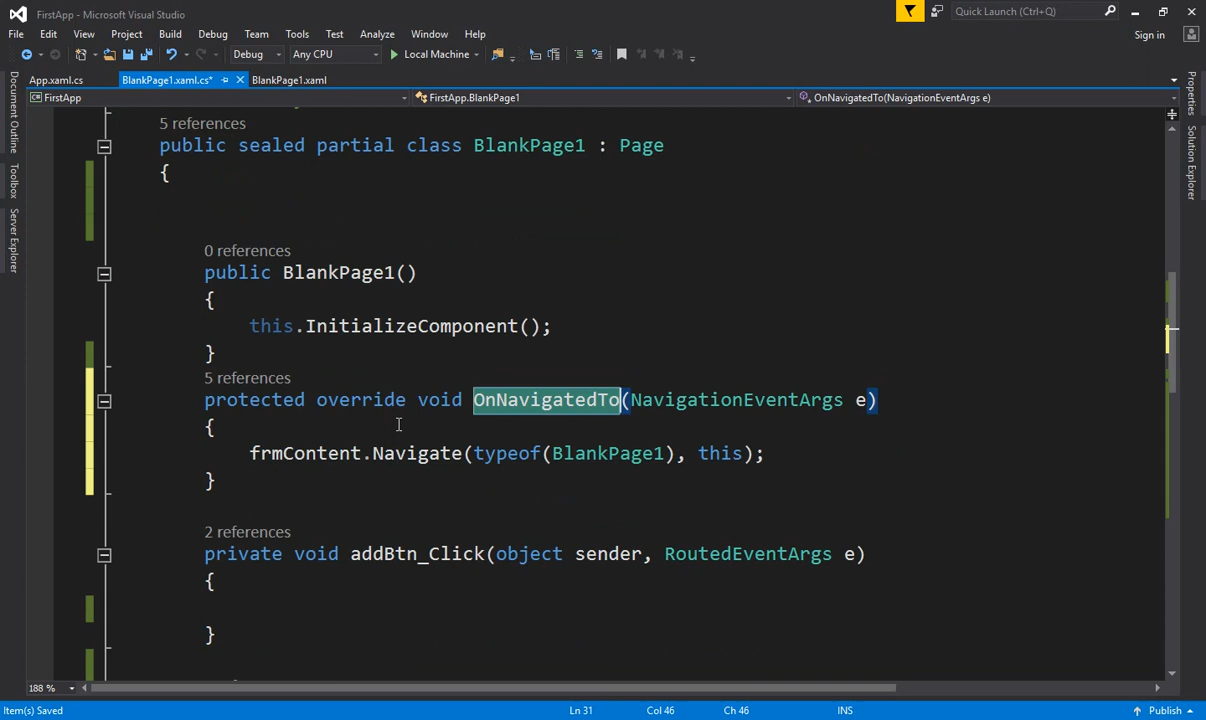 FirstApp - Microsoft Visual Studio
Quick Launch (Ctrl+Q)
File Edit View Project Build Debug Team Tools Test Analyze Window Help
Sign in
Debug Any CPU Local Machine
App.xaml.cs BlankPage1.xaml.cs* BlankPage1.xaml
FirstApp FirstApp.BlankPage1 OnNavigatedTo(NavigationEventArgs e)
Document Outline
Toolbox
Server Explorer
Properties
Solution Explorer
5 references
public sealed partial class BlankPage1 : Page
{
0 references
public BlankPage1()
{
this.InitializeComponent();
}
5 references
protected override void OnNavigatedTo(NavigationEventArgs e)
{
frmContent.Navigate(typeof(BlankPage1), this);
}
2 references
private void addBtn_Click(object sender, RoutedEventArgs e)
{
}
188 %
Item(s) Saved Ln 31 Col 46 Ch 46 INS Publish